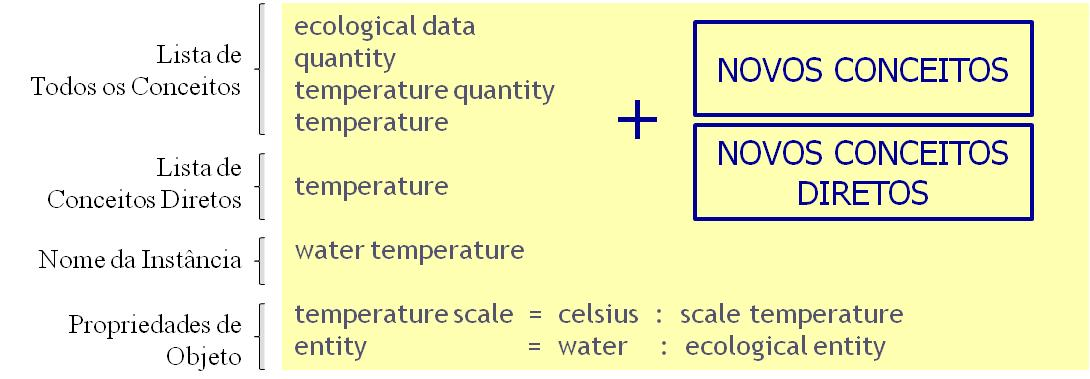 Lista de
Todos os Conceitos
ecological data
quantity
temperature quantity
temperature
+
NOVOS CONCEITOS
NOVOS CONCEITOS
DIRETOS
Lista de
Conceitos Diretos
temperature
Nome da Instância
water temperature
Propriedades de
Objeto
temperature scale = celsius : scale temperature
entity = water : ecological entity